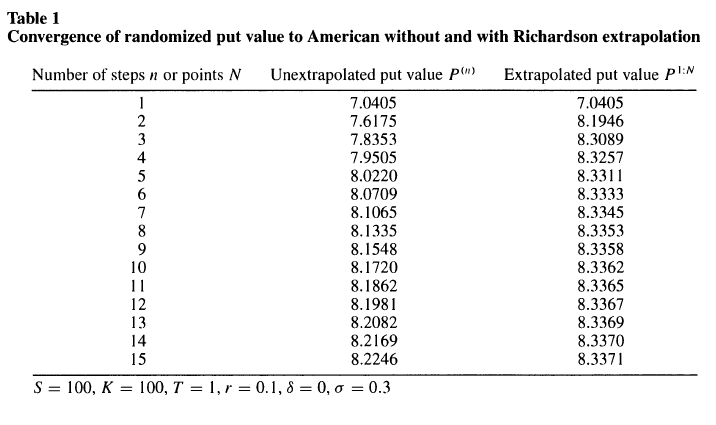 Table 1
Convergence of randomized put value to American without and with Richardson extrapolation
Number of steps n or points N Unextrapolated put value P⁽ⁿ⁾ Extrapolated put value P¹:ᴺ
1 7.0405 7.0405
2 7.6175 8.1946
3 7.8353 8.3089
4 7.9505 8.3257
5 8.0220 8.3311
6 8.0709 8.3333
7 8.1065 8.3345
8 8.1335 8.3353
9 8.1548 8.3358
10 8.1720 8.3362
11 8.1862 8.3365
12 8.1981 8.3367
13 8.2082 8.3369
14 8.2169 8.3370
15 8.2246 8.3371
S = 100, K = 100, T = 1, r = 0.1, δ = 0, σ = 0.3